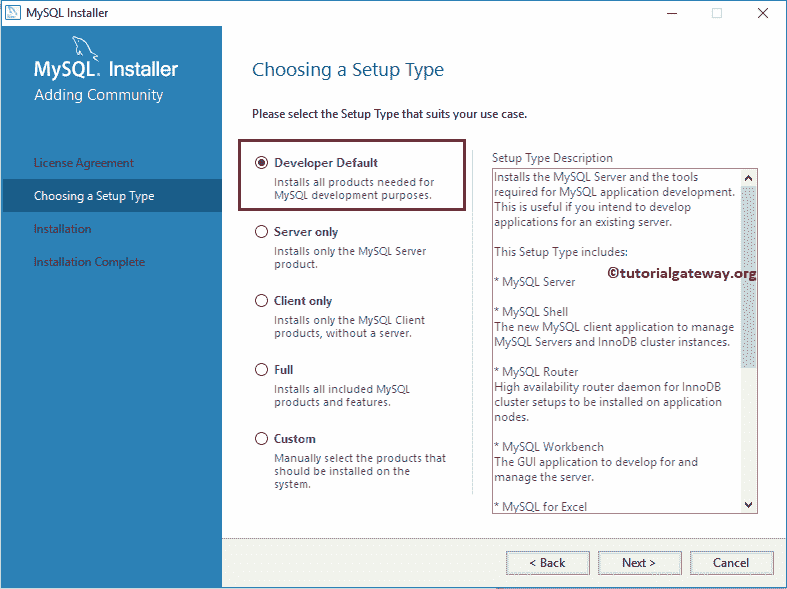 MySQL Installer
MySQL. Installer
Adding Community
License Agreement
Choosing a Setup Type
Installation
Installation Complete
Choosing a Setup Type
Please select the Setup Type that suits your use case.
Developer Default
Installs all products needed for
MySQL development purposes.
Server only
Installs only the MySQL Server
product.
Client only
Installs only the MySQL Client
products, without a server.
Full
Installs all included MySQL
products and features.
Custom
Manually select the products that
should be installed on the
system.
Setup Type Description
Installs the MySQL Server and the tools
required for MySQL application development.
This is useful if you intend to develop
applications for an existing server.
This Setup Type includes:
©tutorialgateway.org
* MySQL Server
* MySQL Shell
The new MySQL client application to manage
MySQL Servers and InnoDB cluster instances.
* MySQL Router
High availability router daemon for InnoDB
cluster setups to be installed on application
nodes.
* MySQL Workbench
The GUI application to develop for and
manage the server.
* MySQL for Excel
< Back
Next >
Cancel